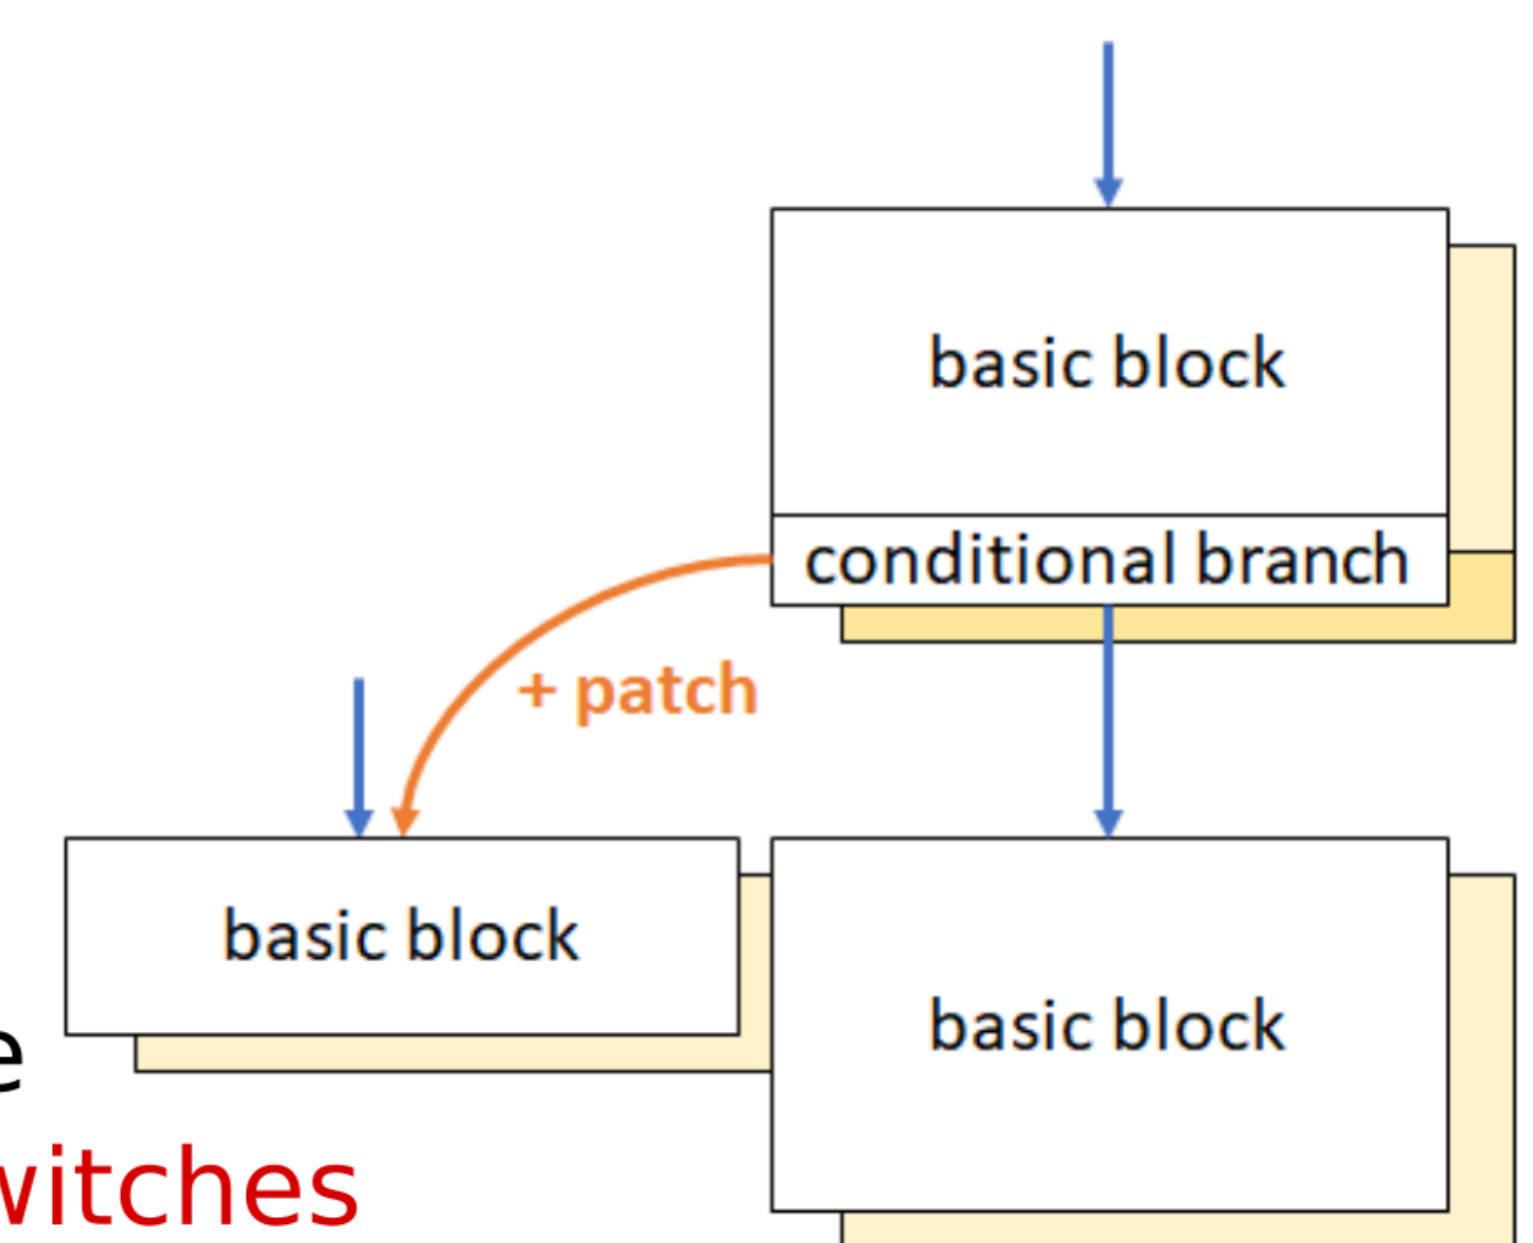 basic block
conditional branch
+ patch
basic block
basic block
e
witches